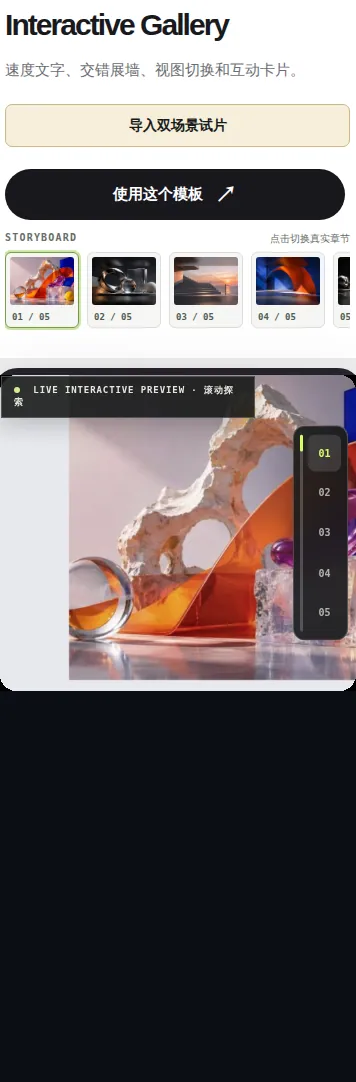 Interactive Gallery
速度文字、交错展墙、视图切换和互动卡片。
导入双场景试片
使用这个模板 ↗
STORYBOARD
点击切换真实章节
01 / 05
02 / 05
03 / 05
04 / 05
05
LIVE INTERACTIVE PREVIEW · 滚动探
索
01
02
03
04
05